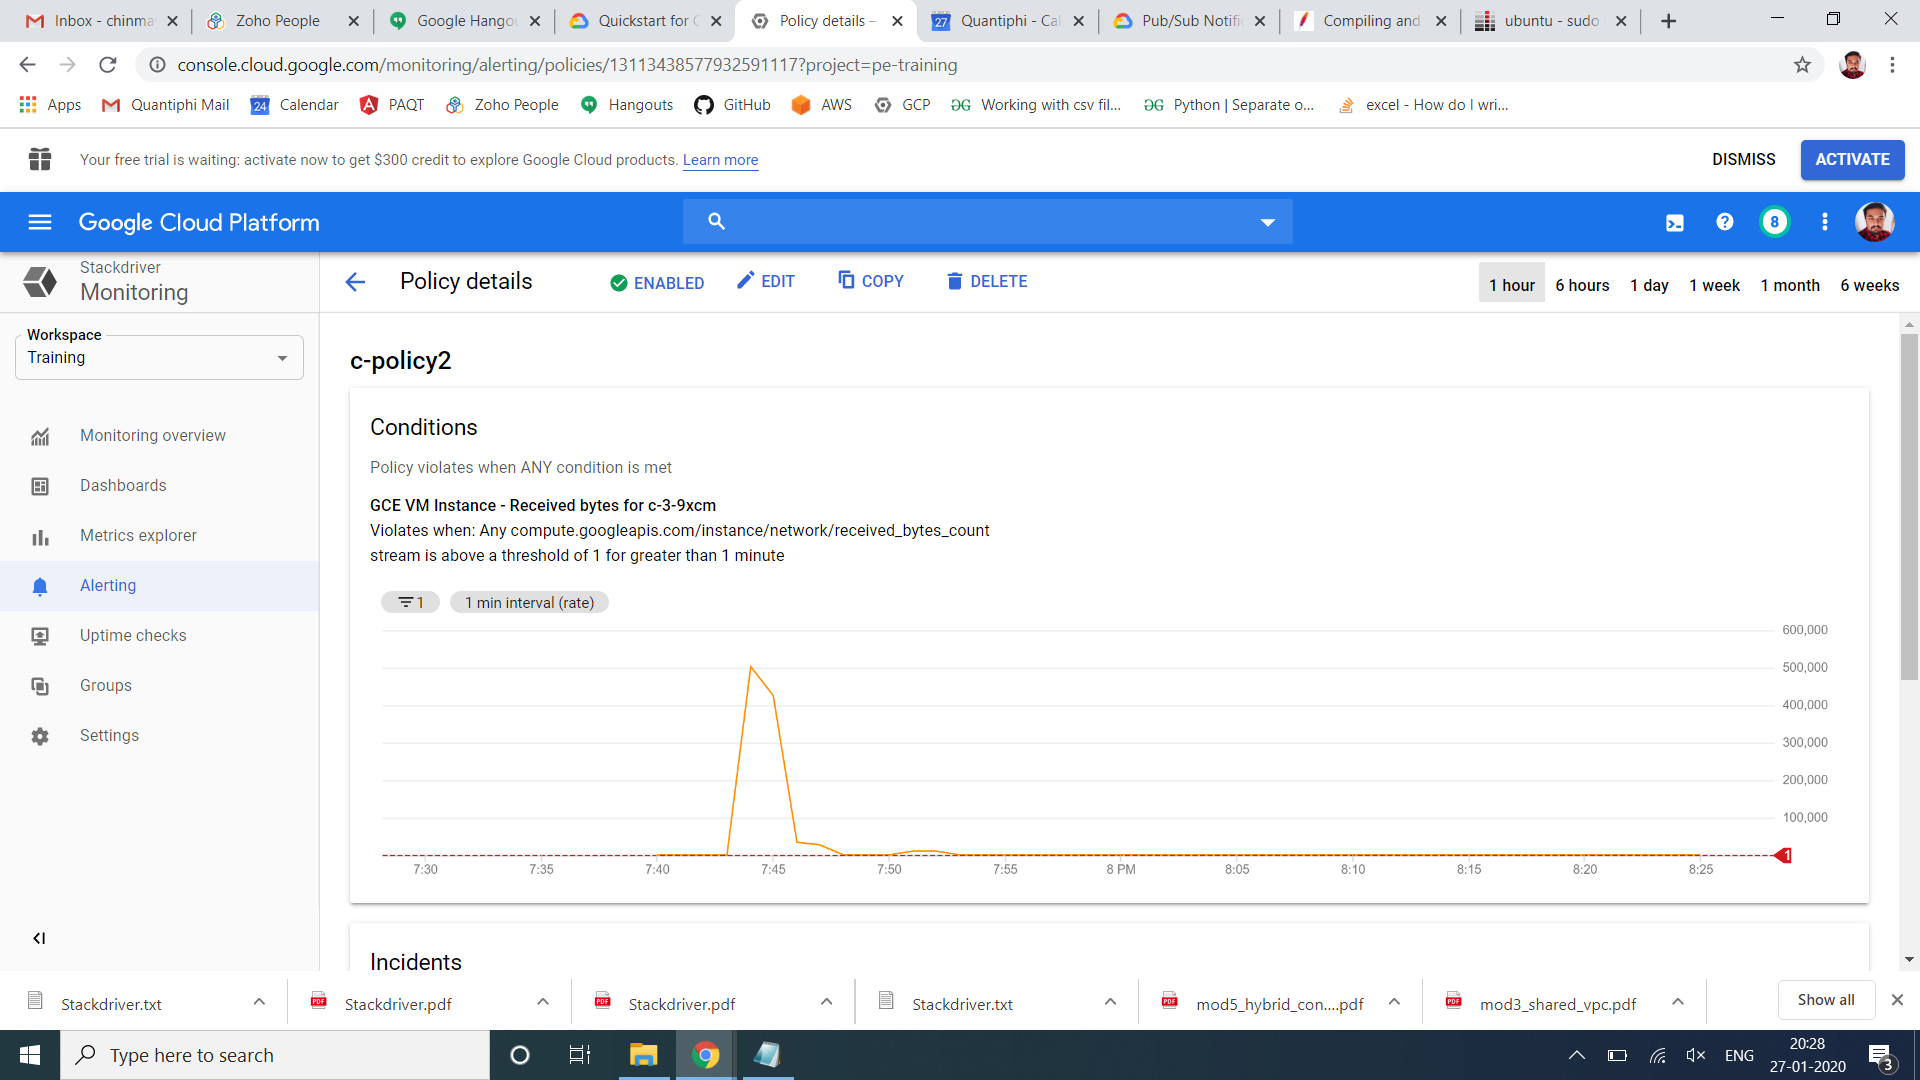 Inbox - chinma
Zoho People
Google Hangou
Quickstart for C
Policy details –
Quantiphi - Cal
Pub/Sub Notifi
Compiling and
ubuntu - sudo
console.cloud.google.com/monitoring/alerting/policies/13113438577932591117?project=pe-training
Apps
Quantiphi Mail
24
Calendar
PAQT
Zoho People
Hangouts
GitHub
AWS
GCP
Working with csv fil...
Python | Separate o...
excel - How do I wri...
Your free trial is waiting: activate now to get $300 credit to explore Google Cloud products. Learn more
DISMISS
ACTIVATE
Google Cloud Platform
8
Stackdriver
Monitoring
Policy details
ENABLED
EDIT
COPY
DELETE
1 hour
6 hours
1 day
1 week
1 month
6 weeks
Workspace
Training
Monitoring overview
Dashboards
Metrics explorer
Alerting
Uptime checks
Groups
Settings
c-policy2
Conditions
Policy violates when ANY condition is met
GCE VM Instance - Received bytes for c-3-9xcm
Violates when: Any compute.googleapis.com/instance/network/received_bytes_count
stream is above a threshold of 1 for greater than 1 minute
1
1 min interval (rate)
600,000
500,000
400,000
300,000
200,000
100,000
1
7:30
7:35
7:40
7:45
7:50
7:55
8 PM
8:05
8:10
8:15
8:20
8:25
Incidents
Stackdriver.txt
Stackdriver.pdf
Stackdriver.pdf
Stackdriver.txt
mod5_hybrid_con....pdf
mod3_shared_vpc.pdf
Show all
Type here to search
ENG
20:28
27-01-2020
3